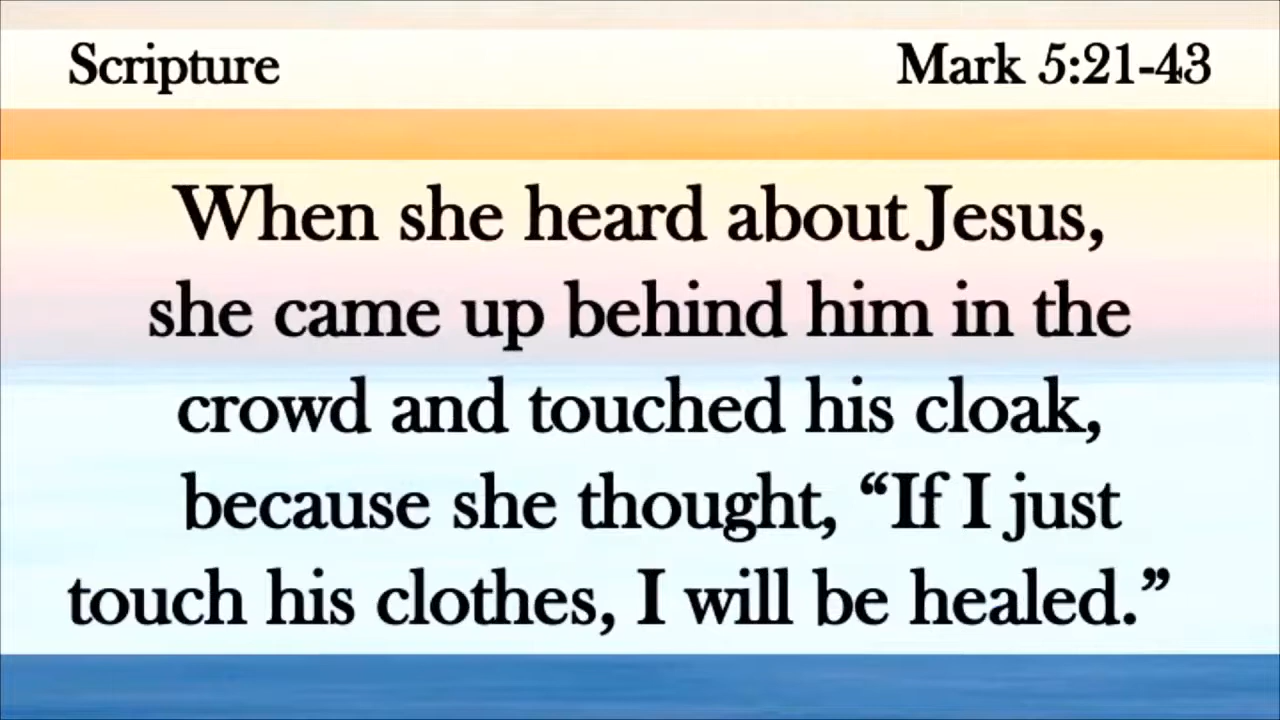 Scripture Mark 5:21-43
When she heard about Jesus,
she came up behind him in the
crowd and touched his cloak,
because she thought, “If I just
touch his clothes, I will be healed.”